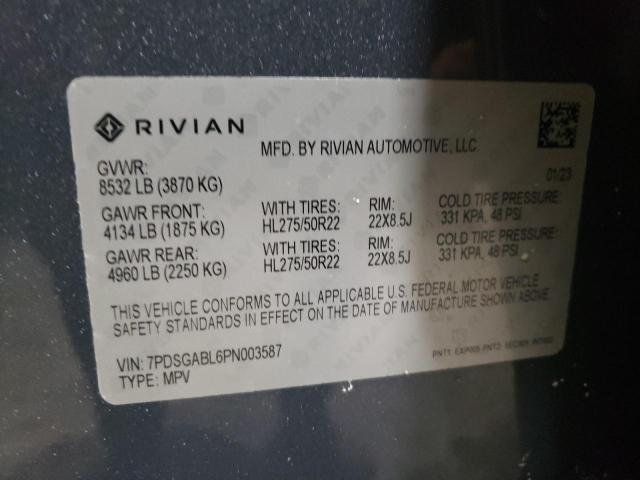 RIVIAN
MFD. BY RIVIAN AUTOMOTIVE, LLC.
GVWR:
8532 LB (3870 KG)
01/23
GAWR FRONT: WITH TIRES: RIM: COLD TIRE PRESSURE:
4134 LB (1875 KG) HL275/50R22 22X8.5J 331 KPA, 48 PSI
GAWR REAR: WITH TIRES: RIM: COLD TIRE PRESSURE:
4960 LB (2250 KG) HL275/50R22 22X8.5J 331 KPA, 48 PSI
THIS VEHICLE CONFORMS TO ALL APPLICABLE U.S. FEDERAL MOTOR VEHICLE
SAFETY STANDARDS IN EFFECT ON THE DATE OF MANUFACTURE SHOWN ABOVE.
VIN: 7PDSGABL6PN003587
TYPE: MPV
PNT1: EXP005 PNT2: